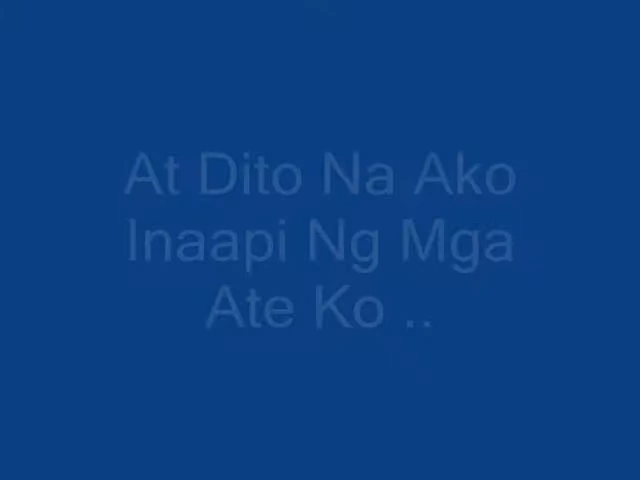 At Dito Na Ako
Inaapi Ng Mga
Ate Ko ..